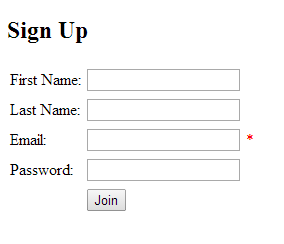 Sign Up
First Name:
Last Name:
Email: *
Password:
Join